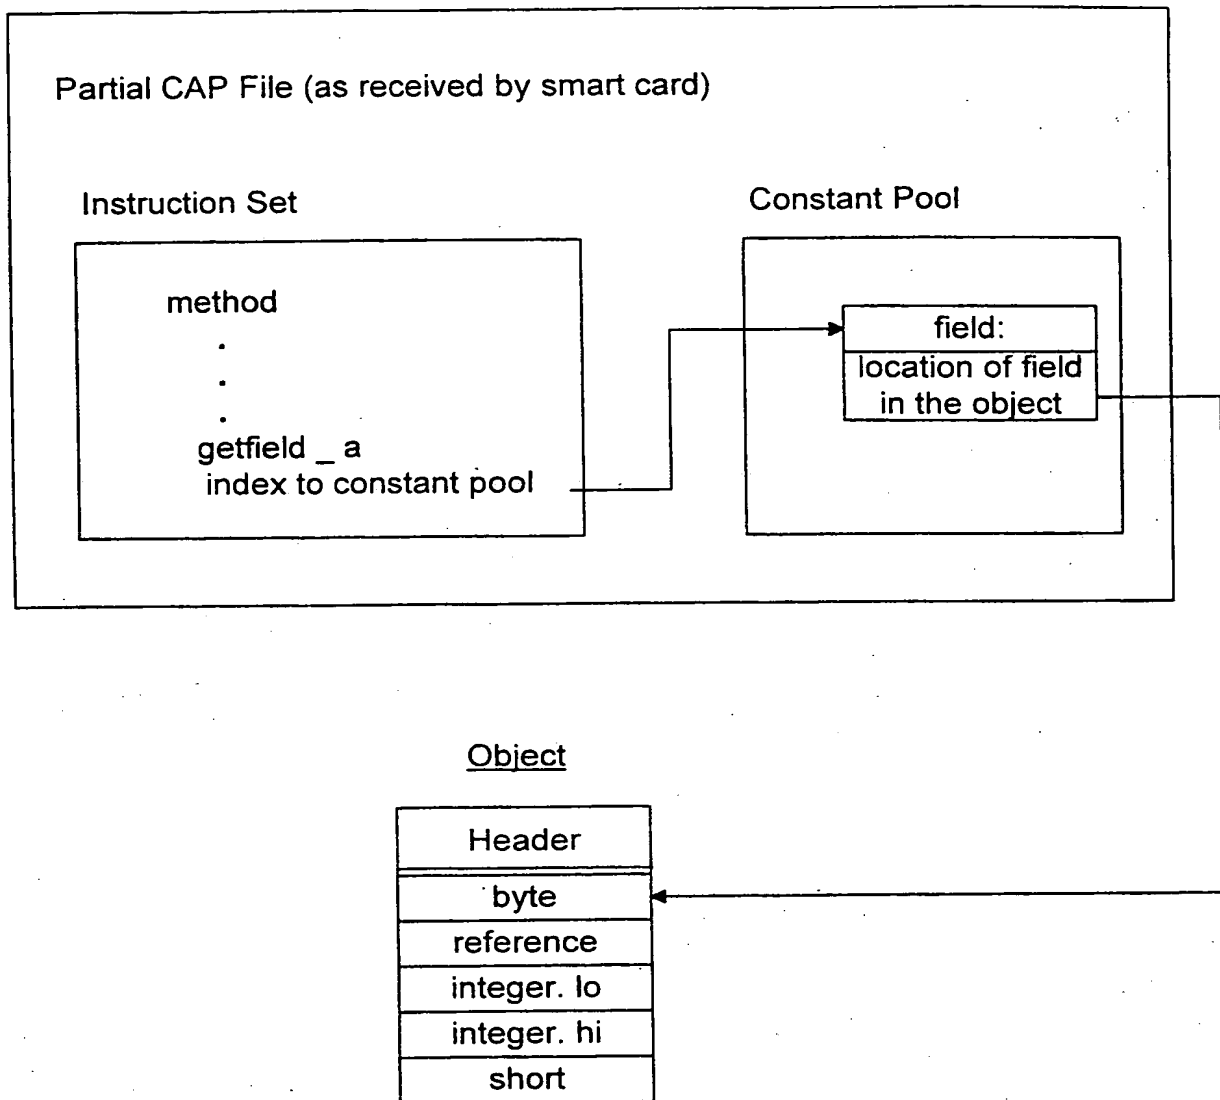 Partial CAP File (as received by smart card)
Instruction Set
Constant Pool
method
.
.
.
getfield _ a
index to constant pool
field:
location of field
in the object
Object
Header
byte
reference
integer. lo
integer. hi
short